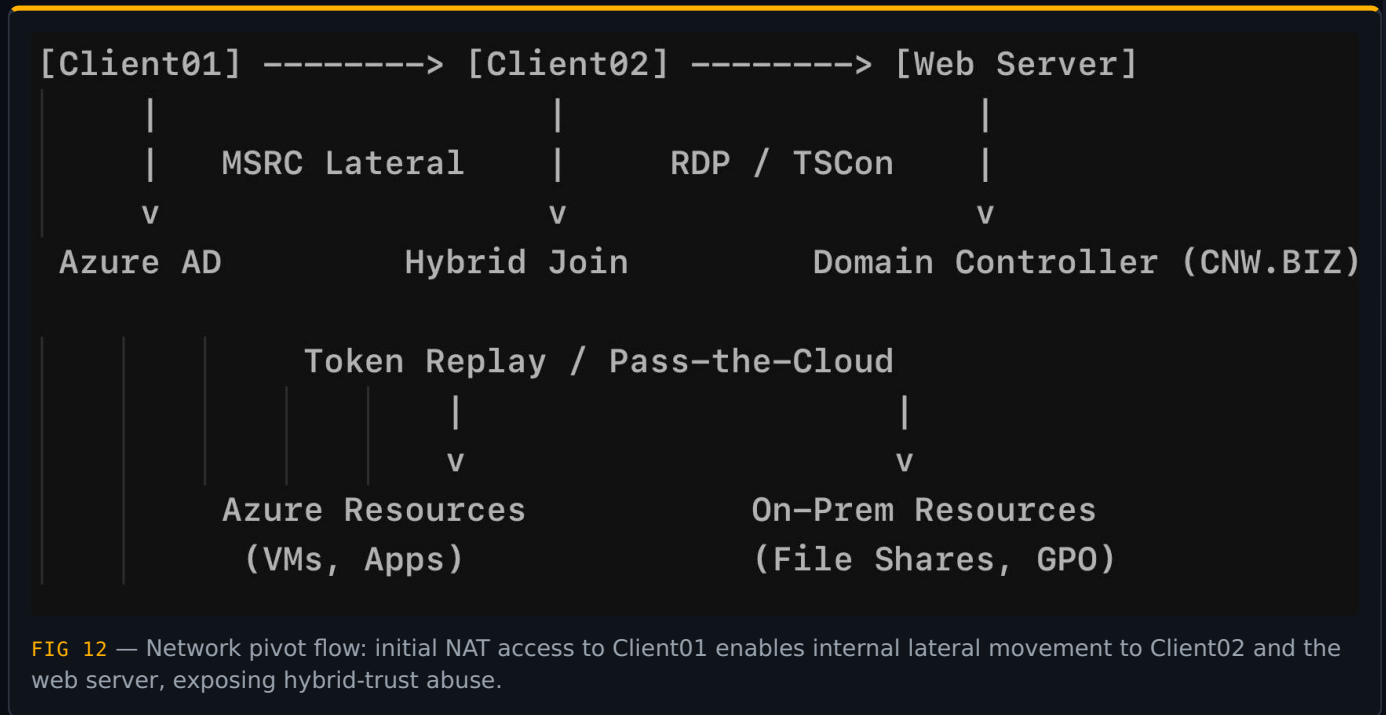 [Client01] --------> [Client02] --------> [Web Server]
| | |
| MSRC Lateral | RDP / TSCon |
v v v
Azure AD Hybrid Join Domain Controller (CNW.BIZ)
Token Replay / Pass-the-Cloud
| |
v v
Azure Resources On-Prem Resources
(VMs, Apps) (File Shares, GPO)
FIG 12 — Network pivot flow: initial NAT access to Client01 enables internal lateral movement to Client02 and the
web server, exposing hybrid-trust abuse.